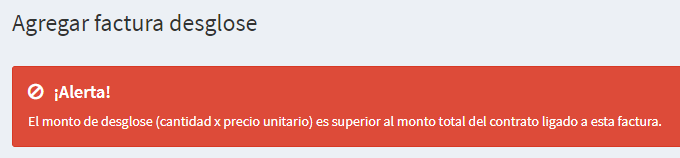 Agregar factura desglose
¡Alerta!
El monto de desglose (cantidad x precio unitario) es superior al monto total del contrato ligado a esta factura.